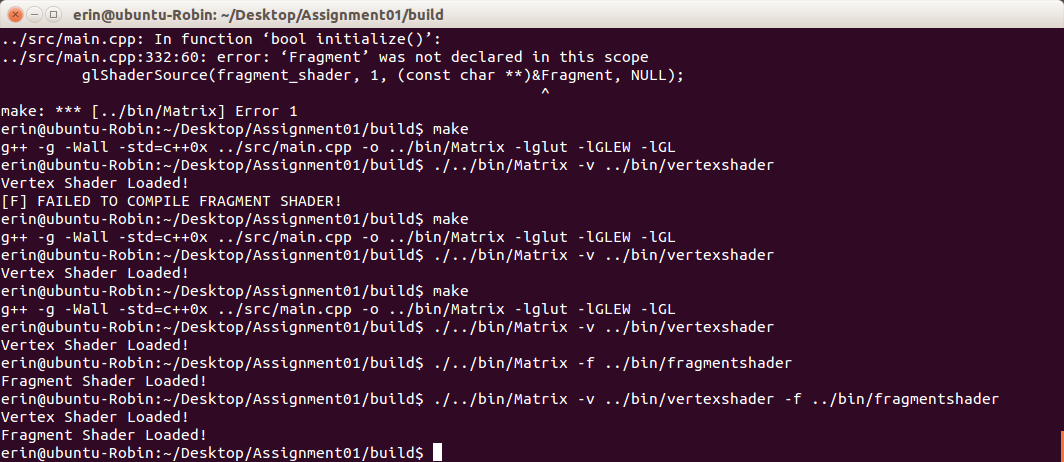 erin@ubuntu-Robin: ~/Desktop/Assignment01/build
../src/main.cpp: In function ‘bool initialize()’:
../src/main.cpp:332:60: error: ‘Fragment’ was not declared in this scope
         glShaderSource(fragment_shader, 1, (const char **)&Fragment, NULL);
                                                            ^
make: *** [../bin/Matrix] Error 1
erin@ubuntu-Robin:~/Desktop/Assignment01/build$ make
g++ -g -Wall -std=c++0x ../src/main.cpp -o ../bin/Matrix -lglut -lGLEW -lGL
erin@ubuntu-Robin:~/Desktop/Assignment01/build$ ./../bin/Matrix -v ../bin/vertexshader
Vertex Shader Loaded!
[F] FAILED TO COMPILE FRAGMENT SHADER!
erin@ubuntu-Robin:~/Desktop/Assignment01/build$ make
g++ -g -Wall -std=c++0x ../src/main.cpp -o ../bin/Matrix -lglut -lGLEW -lGL
erin@ubuntu-Robin:~/Desktop/Assignment01/build$ ./../bin/Matrix -v ../bin/vertexshader
Vertex Shader Loaded!
erin@ubuntu-Robin:~/Desktop/Assignment01/build$ make
g++ -g -Wall -std=c++0x ../src/main.cpp -o ../bin/Matrix -lglut -lGLEW -lGL
erin@ubuntu-Robin:~/Desktop/Assignment01/build$ ./../bin/Matrix -v ../bin/vertexshader
Vertex Shader Loaded!
erin@ubuntu-Robin:~/Desktop/Assignment01/build$ ./../bin/Matrix -f ../bin/fragmentshader
Fragment Shader Loaded!
erin@ubuntu-Robin:~/Desktop/Assignment01/build$ ./../bin/Matrix -v ../bin/vertexshader -f ../bin/fragmentshader
Vertex Shader Loaded!
Fragment Shader Loaded!
erin@ubuntu-Robin:~/Desktop/Assignment01/build$